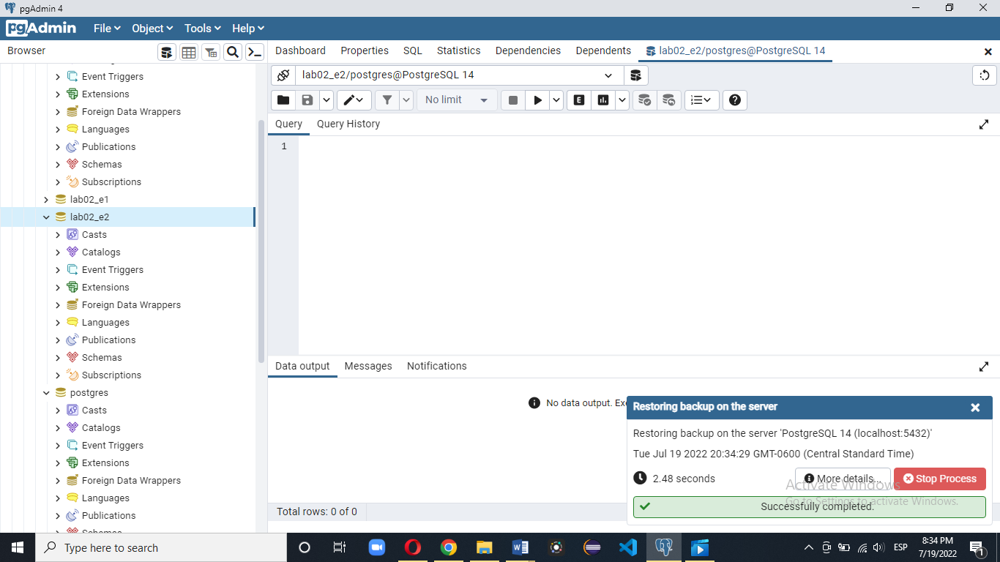 pgAdmin 4
pgAdmin File Object Tools Help
Browser
Dashboard Properties SQL Statistics Dependencies Dependents lab02_e2/postgres@PostgreSQL 14
Event Triggers
Extensions
Foreign Data Wrappers
Languages
Publications
Schemas
Subscriptions
lab02_e1
lab02_e2
Casts
Catalogs
Event Triggers
Extensions
Foreign Data Wrappers
Languages
Publications
Schemas
Subscriptions
postgres
Casts
Catalogs
Event Triggers
Extensions
Foreign Data Wrappers
Languages
Publications
Schemas
lab02_e2/postgres@PostgreSQL 14
No limit
E
Query Query History
1
Data output Messages Notifications
No data output. Exe
Restoring backup on the server
Restoring backup on the server 'PostgreSQL 14 (localhost:5432)'
Tue Jul 19 2022 20:34:29 GMT-0600 (Central Standard Time)
2.48 seconds More details... Stop Process
Activate Windows
Successfully completed.
Go to Settings to activate Windows.
Total rows: 0 of 0
Type here to search
ESP
8:34 PM
7/19/2022
1